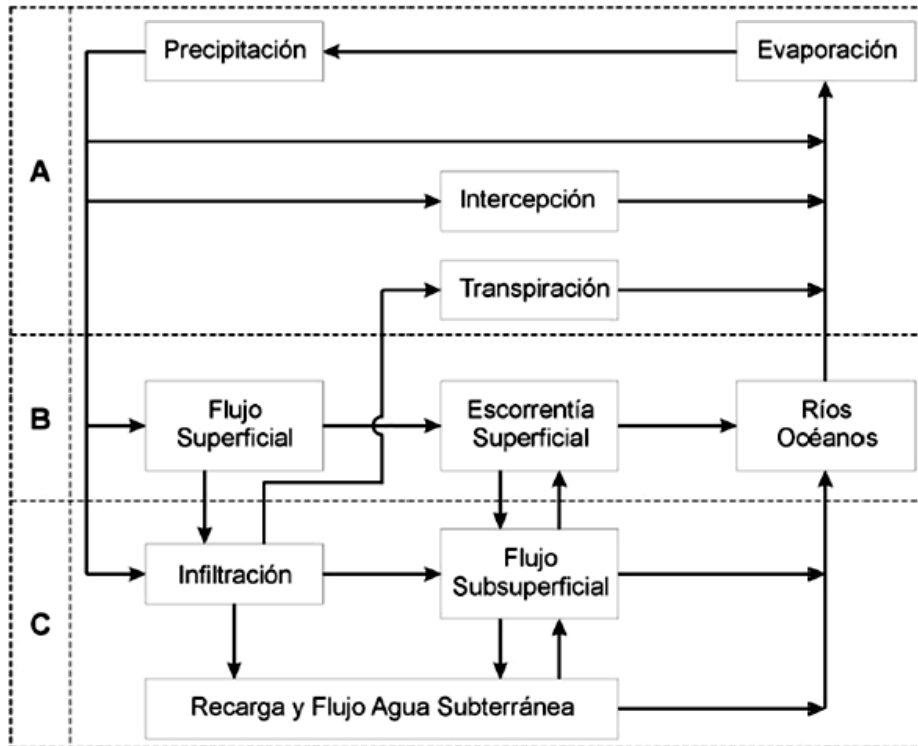 Precipitación
Evaporación
A
Intercepción
Transpiración
B
Flujo
Superficial
Escorrentía
Superficial
Ríos
Océanos
C
Infiltración
Flujo
Subsuperficial
Recarga y Flujo Agua Subterránea